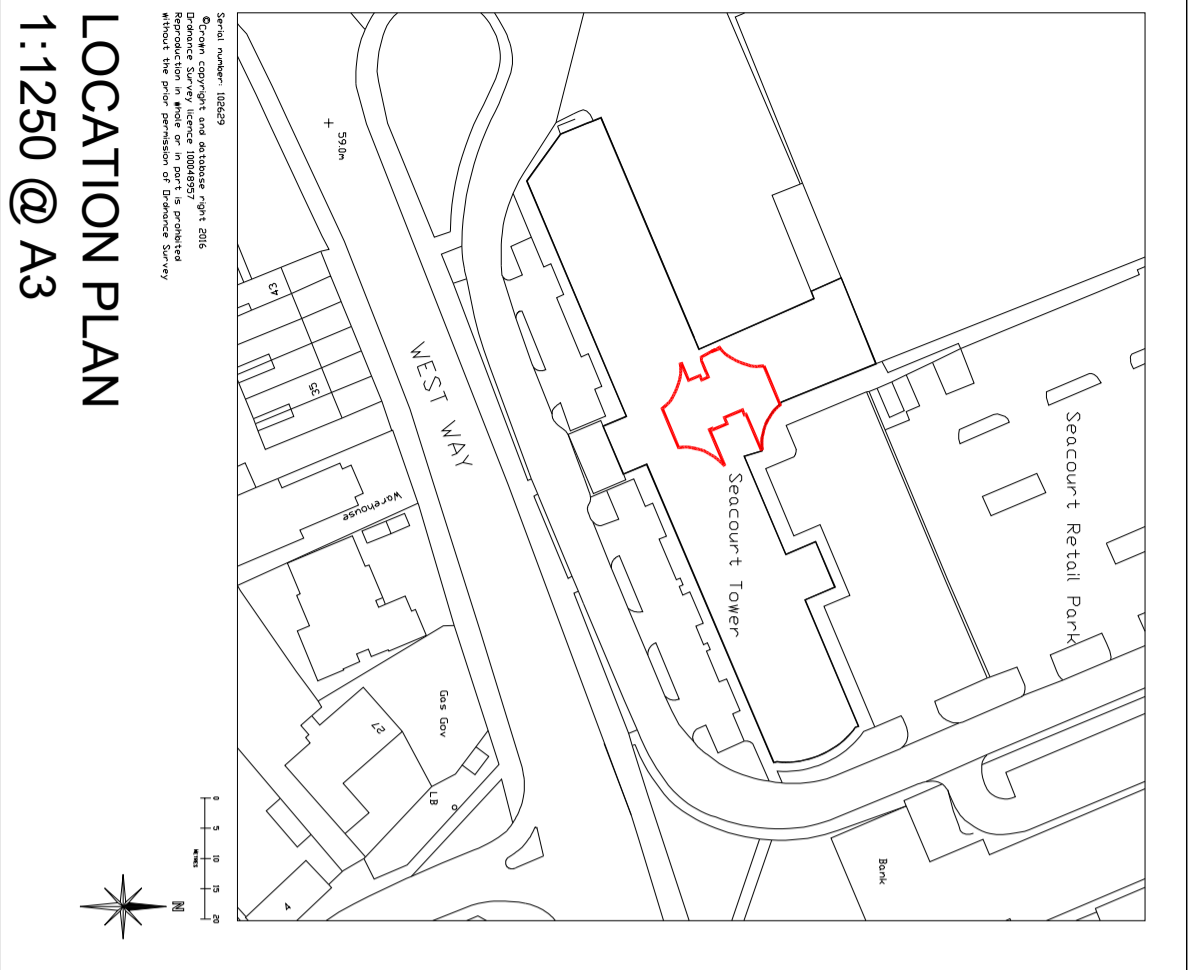 LOCATION PLAN
1:1250 @ A3
Serial number: 102629
©Crown copyright and database right 2016
Ordnance Survey licence 100048957
Reproduction in whole or in part is prohibited
without the prior permission of Ordnance Survey
59.0m
WEST WAY
43
35
Warehouse
Gas Gov
27
LB
4
Bank
Seacourt Tower
Seacourt Retail Park
0 5 10 15 20
METRES
N